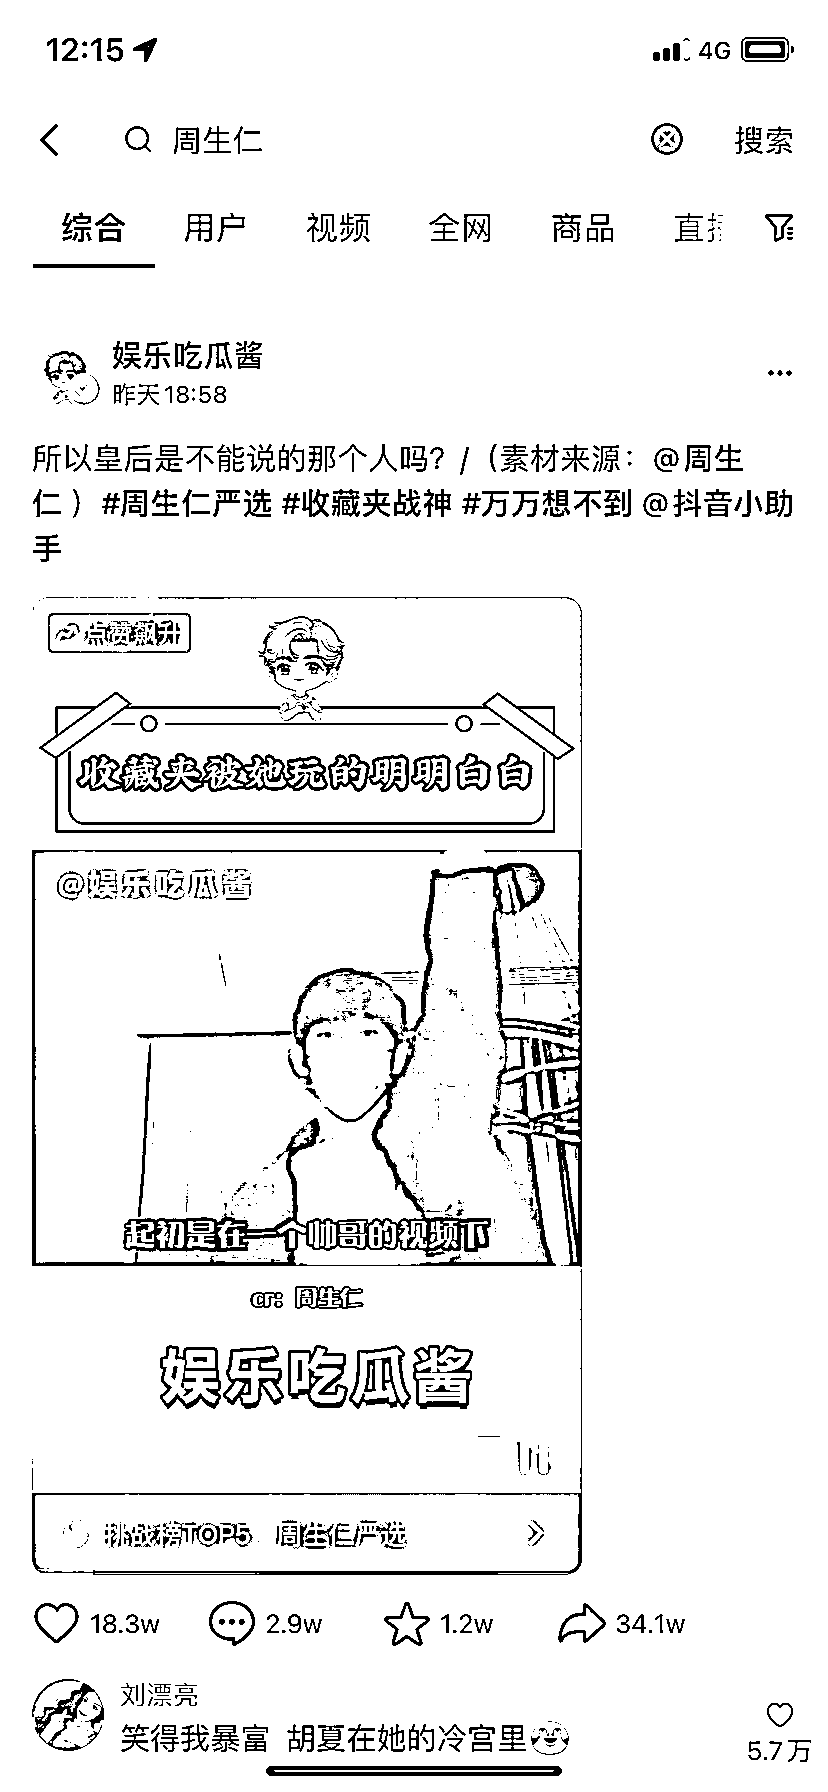 12:15 4G
周生仁 搜索
综合 用户 视频 全网 商品 直播
娱乐吃瓜酱
昨天18:58
所以皇后是不能说的那个人吗？/（素材来源：@周生
仁 ）#周生仁严选 #收藏夹战神 #万万想不到 @抖音小助
手
点赞飙升
收藏夹被她玩的明明白白
@娱乐吃瓜酱
起初是在一个帅哥的视频下
cr: 周生仁
娱乐吃瓜酱
挑战榜TOP5 周生仁严选
18.3w 2.9w 1.2w 34.1w
刘漂亮
笑得我暴富 胡夏在她的冷宫里
5.7万